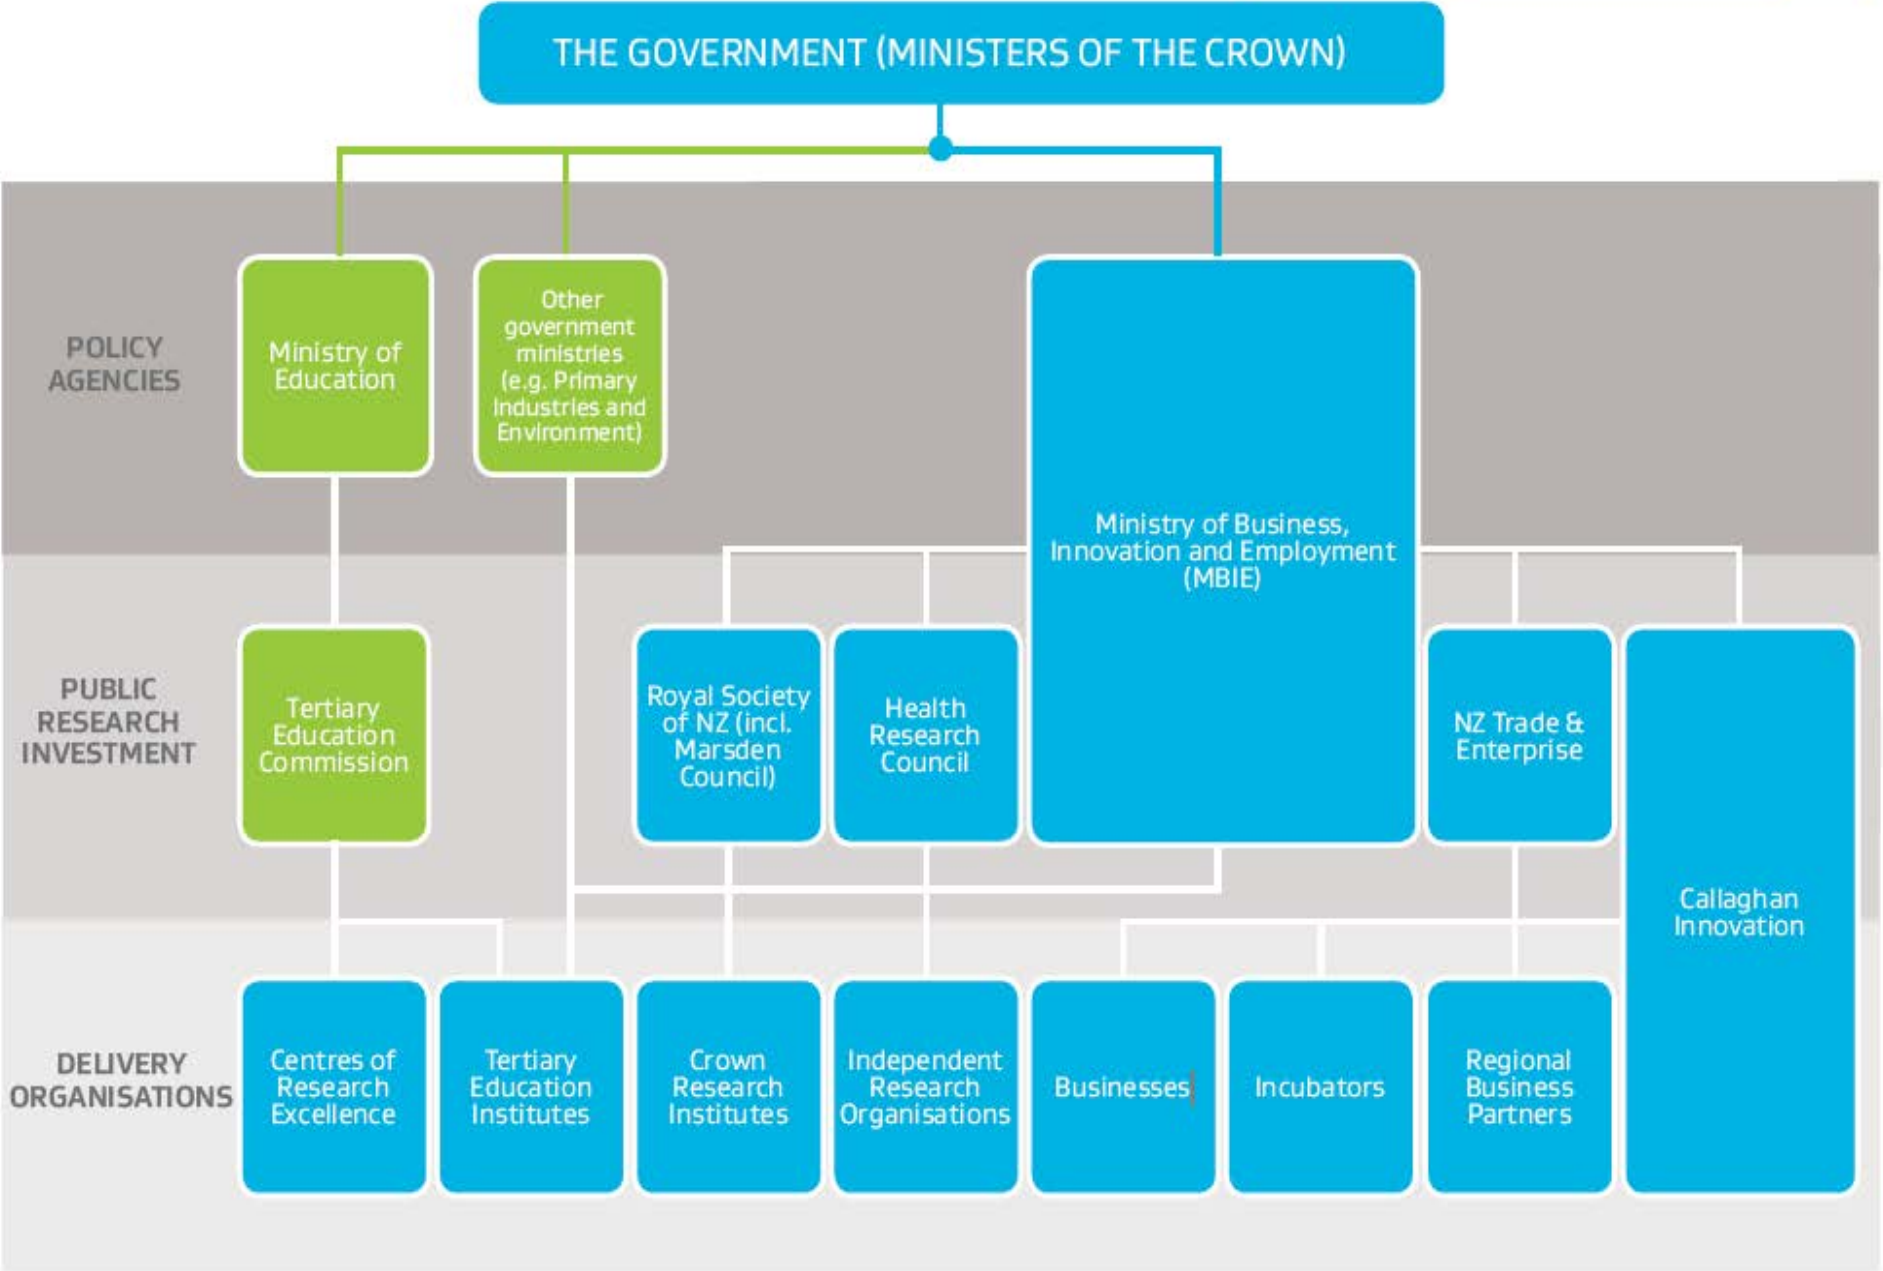 THE GOVERNMENT (MINISTERS OF THE CROWN)
POLICY
AGENCIES
Ministry of
Education
Other
government
ministries
(e.g. Primary
Industries and
Environment)
Ministry of Business,
Innovation and Employment
(MBIE)
PUBLIC
RESEARCH
INVESTMENT
Tertiary
Education
Commission
Royal Society
of NZ (incl.
Marsden
Council)
Health
Research
Council
NZ Trade &
Enterprise
Callaghan
Innovation
DELIVERY
ORGANISATIONS
Centres of
Research
Excellence
Tertiary
Education
Institutes
Crown
Research
Institutes
Independent
Research
Organisations
Businesses
Incubators
Regional
Business
Partners